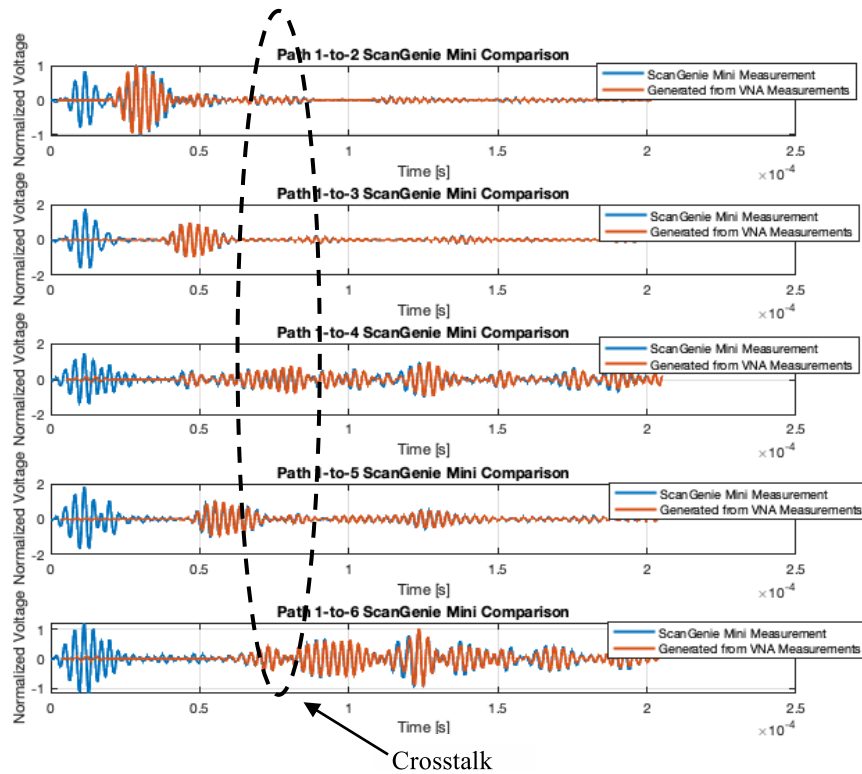 Path 1-to-2 ScanGenie Mini Comparison
Normalized Voltage
1
0
-1
ScanGenie Mini Measurement
Generated from VNA Measurements
0 0.5 1 1.5 2 2.5
Time [s]
×10⁻⁴
Path 1-to-3 ScanGenie Mini Comparison
Normalized Voltage
2
0
-2
ScanGenie Mini Measurement
Generated from VNA Measurements
0 0.5 1 1.5 2 2.5
Time [s]
×10⁻⁴
Path 1-to-4 ScanGenie Mini Comparison
Normalized Voltage
2
0
-2
ScanGenie Mini Measurement
Generated from VNA Measurements
0 0.5 1 1.5 2 2.5
Time [s]
×10⁻⁴
Path 1-to-5 ScanGenie Mini Comparison
Normalized Voltage
2
0
-2
ScanGenie Mini Measurement
Generated from VNA Measurements
0 0.5 1 1.5 2 2.5
Time [s]
×10⁻⁴
Path 1-to-6 ScanGenie Mini Comparison
Normalized Voltage
1
0
-1
ScanGenie Mini Measurement
Generated from VNA Measurements
0 0.5 1 1.5 2 2.5
Time [s]
×10⁻⁴
Crosstalk